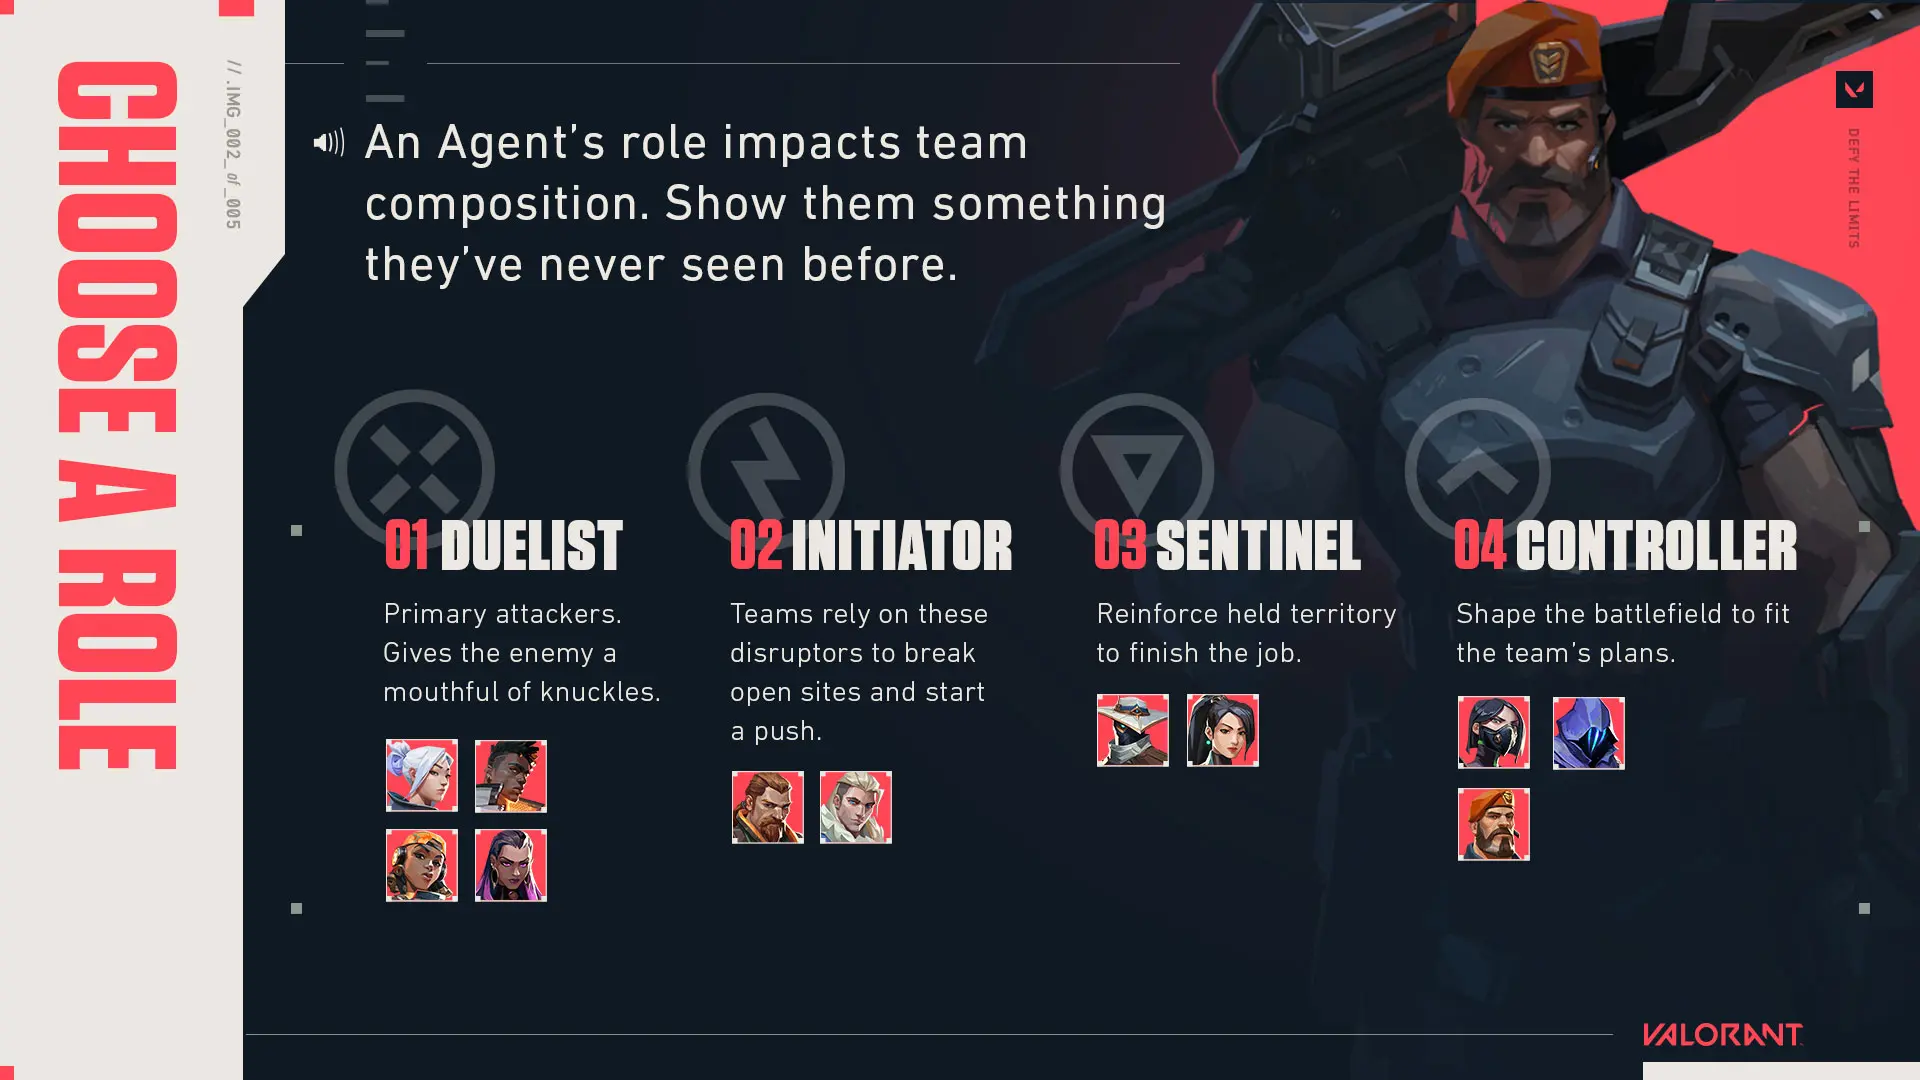 CHOOSE A ROLE
// .IMG_002_of_005
An Agent’s role impacts team
composition. Show them something
they’ve never seen before.
DEFY THE LIMITS
01 DUELIST
Primary attackers.
Gives the enemy a
mouthful of knuckles.
02 INITIATOR
Teams rely on these
disruptors to break
open sites and start
a push.
03 SENTINEL
Reinforce held territory
to finish the job.
04 CONTROLLER
Shape the battlefield to fit
the team’s plans.
VALORANT